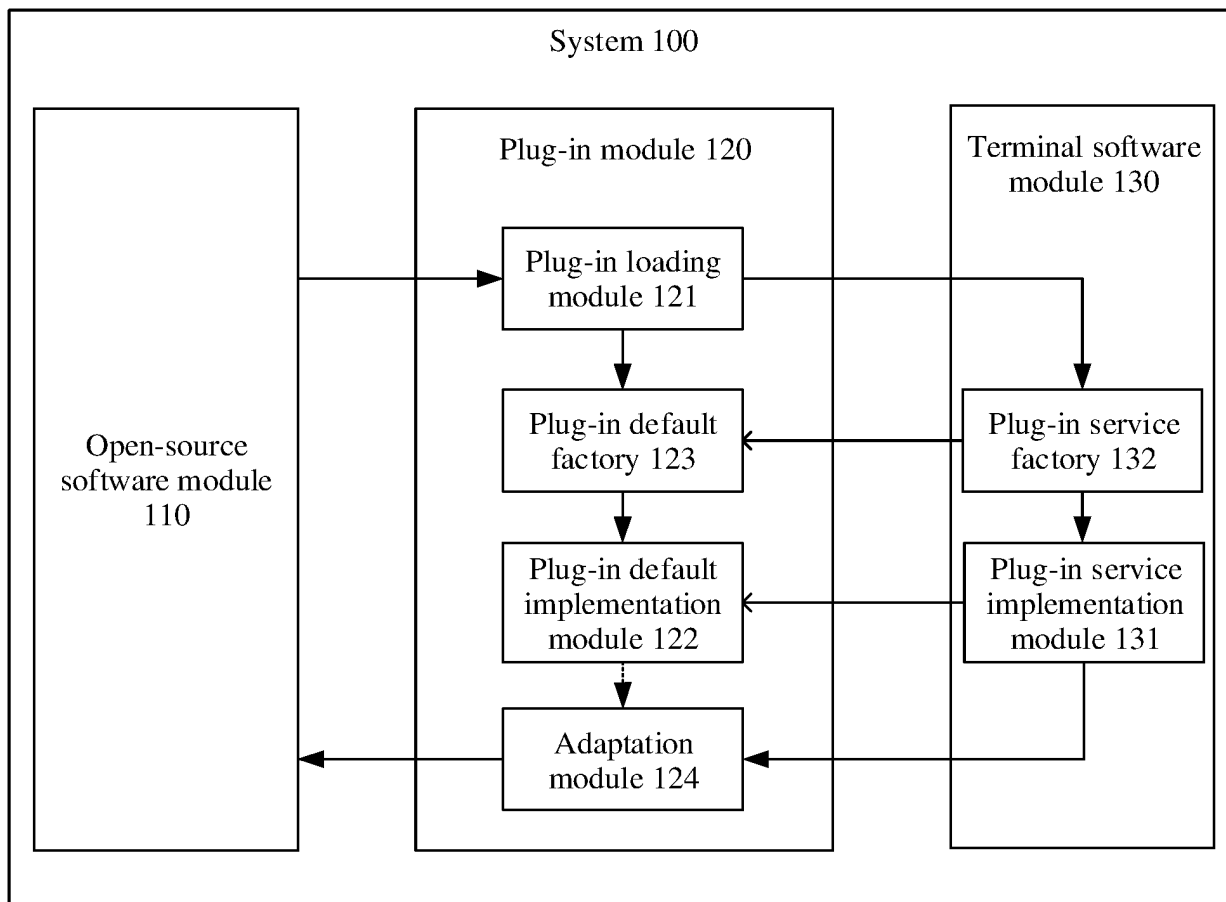 System 100
Open-source
software module
110
Plug-in module 120
Plug-in loading
module 121
Plug-in default
factory 123
Plug-in default
implementation
module 122
Adaptation
module 124
Terminal software
module 130
Plug-in service
factory 132
Plug-in service
implementation
module 131